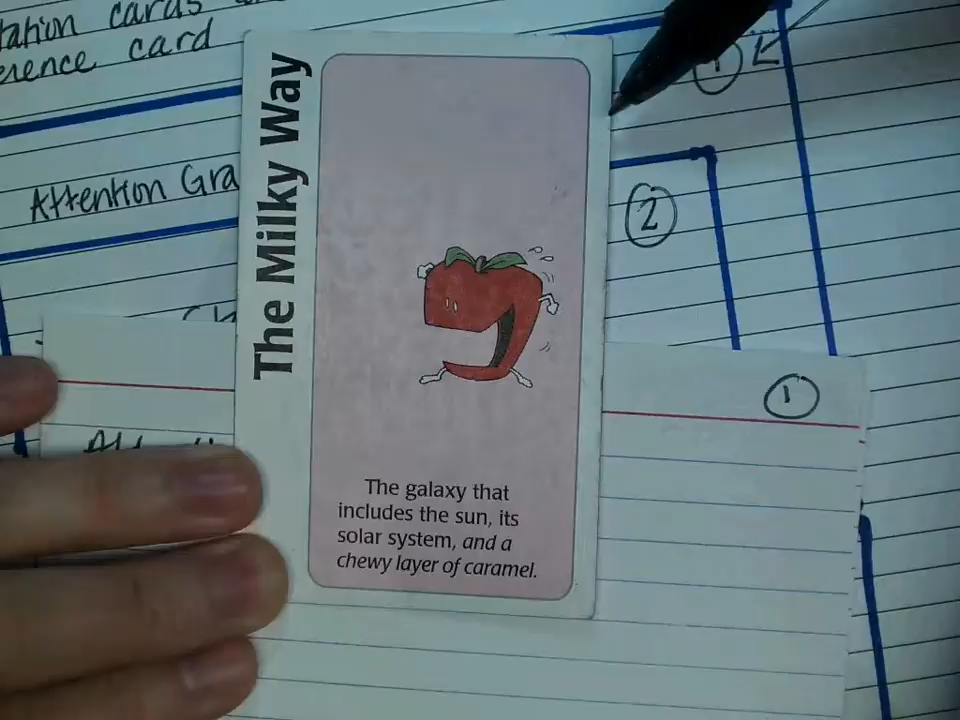 tation cards
erence card
Attention Gra
The Milky Way
1
2
1
The galaxy that
includes the sun, its
solar system, and a
chewy layer of caramel.